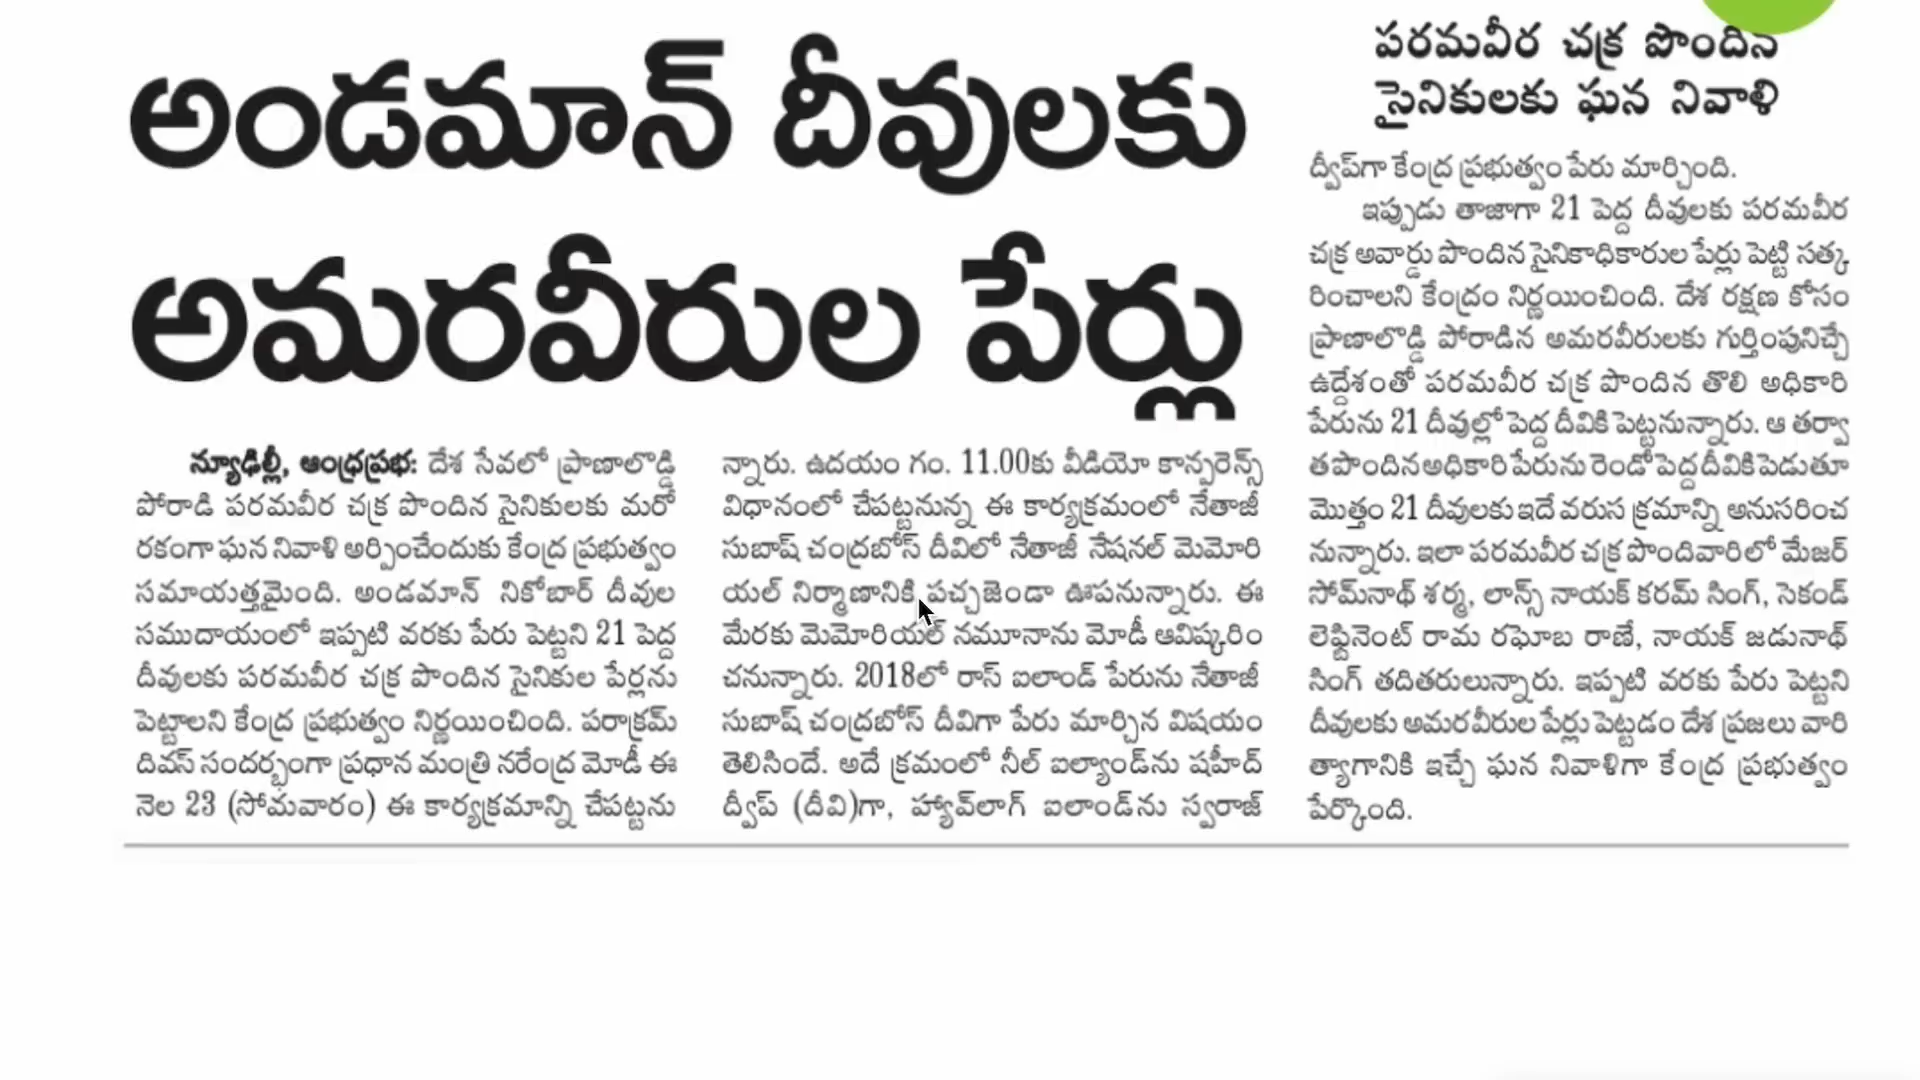 అండమాన్ దీవులకు
అమరవీరుల పేర్లు
న్యూఢిల్లీ, ఆంధ్రప్రభ: దేశ సేవలో ప్రాణాలొడ్డి
పోరాడి పరమవీర చక్ర పొందిన సైనికులకు మరో
రకంగా ఘన నివాళి అర్పించేందుకు కేంద్ర ప్రభుత్వం
సమాయత్తమైంది. అండమాన్ నికోబార్ దీవుల
సముదాయంలో ఇప్పటి వరకు పేరు పెట్టని 21 పెద్ద
దీవులకు పరమవీర చక్ర పొందిన సైనికుల పేర్లను
పెట్టాలని కేంద్ర ప్రభుత్వం నిర్ణయించింది. పరాక్రమ్
దివస్ సందర్భంగా ప్రధాన మంత్రి నరేంద్ర మోడీ ఈ
నెల 23 (సోమవారం) ఈ కార్యక్రమాన్ని చేపట్టను
న్నారు. ఉదయం గం. 11.00కు వీడియో కాన్ఫరెన్స్
విధానంలో చేపట్టనున్న ఈ కార్యక్రమంలో నేతాజీ
సుబాష్ చంద్రబోస్ దీవిలో నేతాజీ నేషనల్ మెమోరి
యల్ నిర్మాణానికి పచ్చజెండా ఊపనున్నారు. ఈ
మేరకు మెమోరియల్ నమూనాను మోడీ ఆవిష్కరిం
చనున్నారు. 2018లో రాస్ ఐలాండ్ పేరును నేతాజీ
సుబాష్ చంద్రబోస్ దీవిగా పేరు మార్చిన విషయం
తెలిసిందే. అదే క్రమంలో నీల్ ఐల్యాండ్‌ను షహీద్
ద్వీప్ (దీవి)గా, హ్యావ్‌లాగ్ ఐలాండ్‌ను స్వరాజ్
పరమవీర చక్ర పొందిన
సైనికులకు ఘన నివాళి
ద్వీప్‌గా కేంద్ర ప్రభుత్వం పేరు మార్చింది.
ఇప్పుడు తాజాగా 21 పెద్ద దీవులకు పరమవీర
చక్ర అవార్డు పొందిన సైనికాధికారుల పేర్లు పెట్టి సత్క
రించాలని కేంద్రం నిర్ణయించింది. దేశ రక్షణ కోసం
ప్రాణాలొడ్డి పోరాడిన అమరవీరులకు గుర్తింపునిచ్చే
ఉద్దేశంతో పరమవీర చక్ర పొందిన తొలి అధికారి
పేరును 21 దీవుల్లో పెద్ద దీవికి పెట్టనున్నారు. ఆ తర్వా
త పొందిన అధికారి పేరును రెండో పెద్ద దీవికి పెడుతూ
మొత్తం 21 దీవులకు ఇదే వరుస క్రమాన్ని అనుసరించ
నున్నారు. ఇలా పరమవీర చక్ర పొందివారిలో మేజర్
సోమ్‌నాథ్ శర్మ, లాన్స్ నాయక్ కరమ్ సింగ్, సెకండ్
లెఫ్టినెంట్ రామ రఘోబ రాణే, నాయక్ జదునాథ్
సింగ్ తదితరులున్నారు. ఇప్పటి వరకు పేరు పెట్టని
దీవులకు అమరవీరుల పేర్లు పెట్టడం దేశ ప్రజలు వారి
త్యాగానికి ఇచ్చే ఘన నివాళిగా కేంద్ర ప్రభుత్వం
పేర్కొంది.